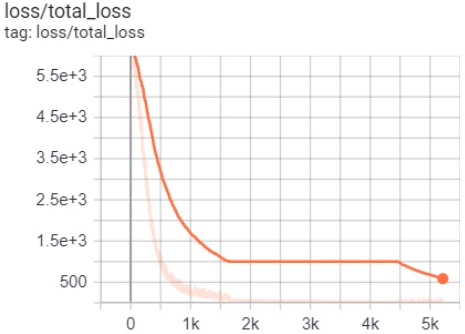 loss/total_loss
tag: loss/total_loss
5.5e+3
4.5e+3
3.5e+3
2.5e+3
1.5e+3
500
0 1k 2k 3k 4k 5k